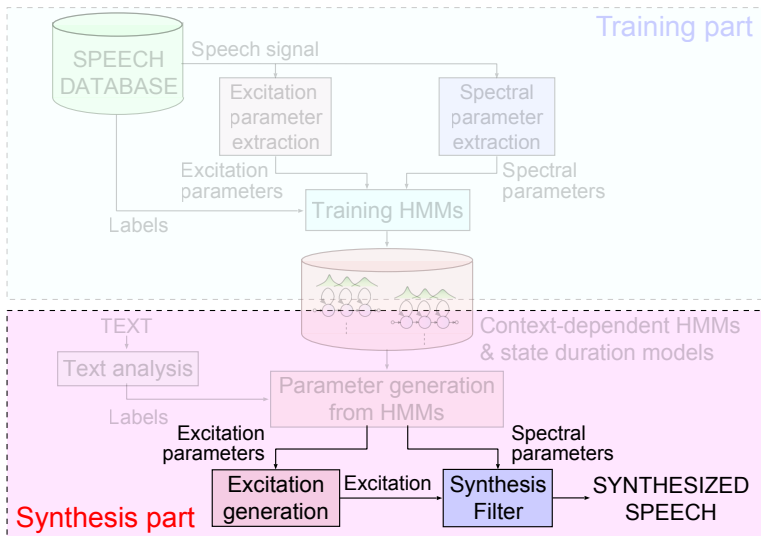 Training part
SPEECH
DATABASE
Speech signal
Excitation
parameter
extraction
Spectral
parameter
extraction
Excitation
parameters
Spectral
parameters
Training HMMs
Labels
TEXT
Context-dependent HMMs
& state duration models
Text analysis
Parameter generation
from HMMs
Labels
Excitation
parameters
Spectral
parameters
Excitation
generation
Excitation
Synthesis
Filter
SYNTHESIZED
SPEECH
Synthesis part